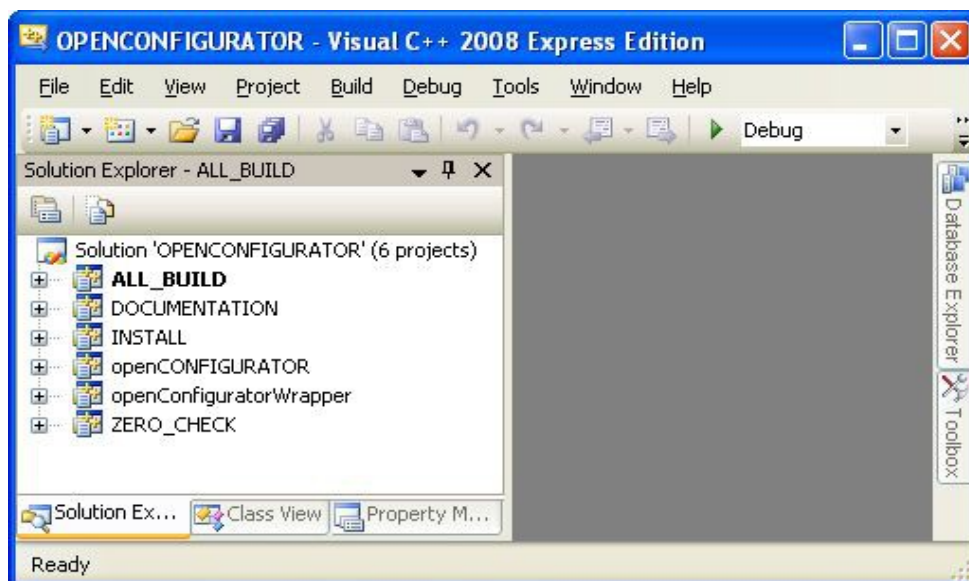 OPENCONFIGURATOR - Visual C++ 2008 Express Edition
File Edit View Project Build Debug Tools Window Help
Debug
Solution Explorer - ALL_BUILD
Solution 'OPENCONFIGURATOR' (6 projects)
ALL_BUILD
DOCUMENTATION
INSTALL
openCONFIGURATOR
openConfiguratorWrapper
ZERO_CHECK
Solution Ex... Class View Property M...
Database Explorer
Toolbox
Ready